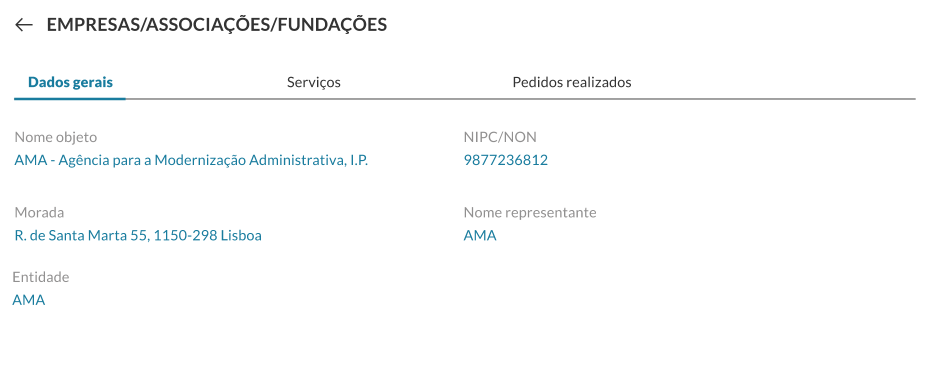 ← EMPRESAS/ASSOCIAÇÕES/FUNDAÇÕES
Dados gerais Serviços Pedidos realizados
Nome objeto NIPC/NON
AMA - Agência para a Modernização Administrativa, I.P. 9877236812
Morada Nome representante
R. de Santa Marta 55, 1150-298 Lisboa AMA
Entidade
AMA